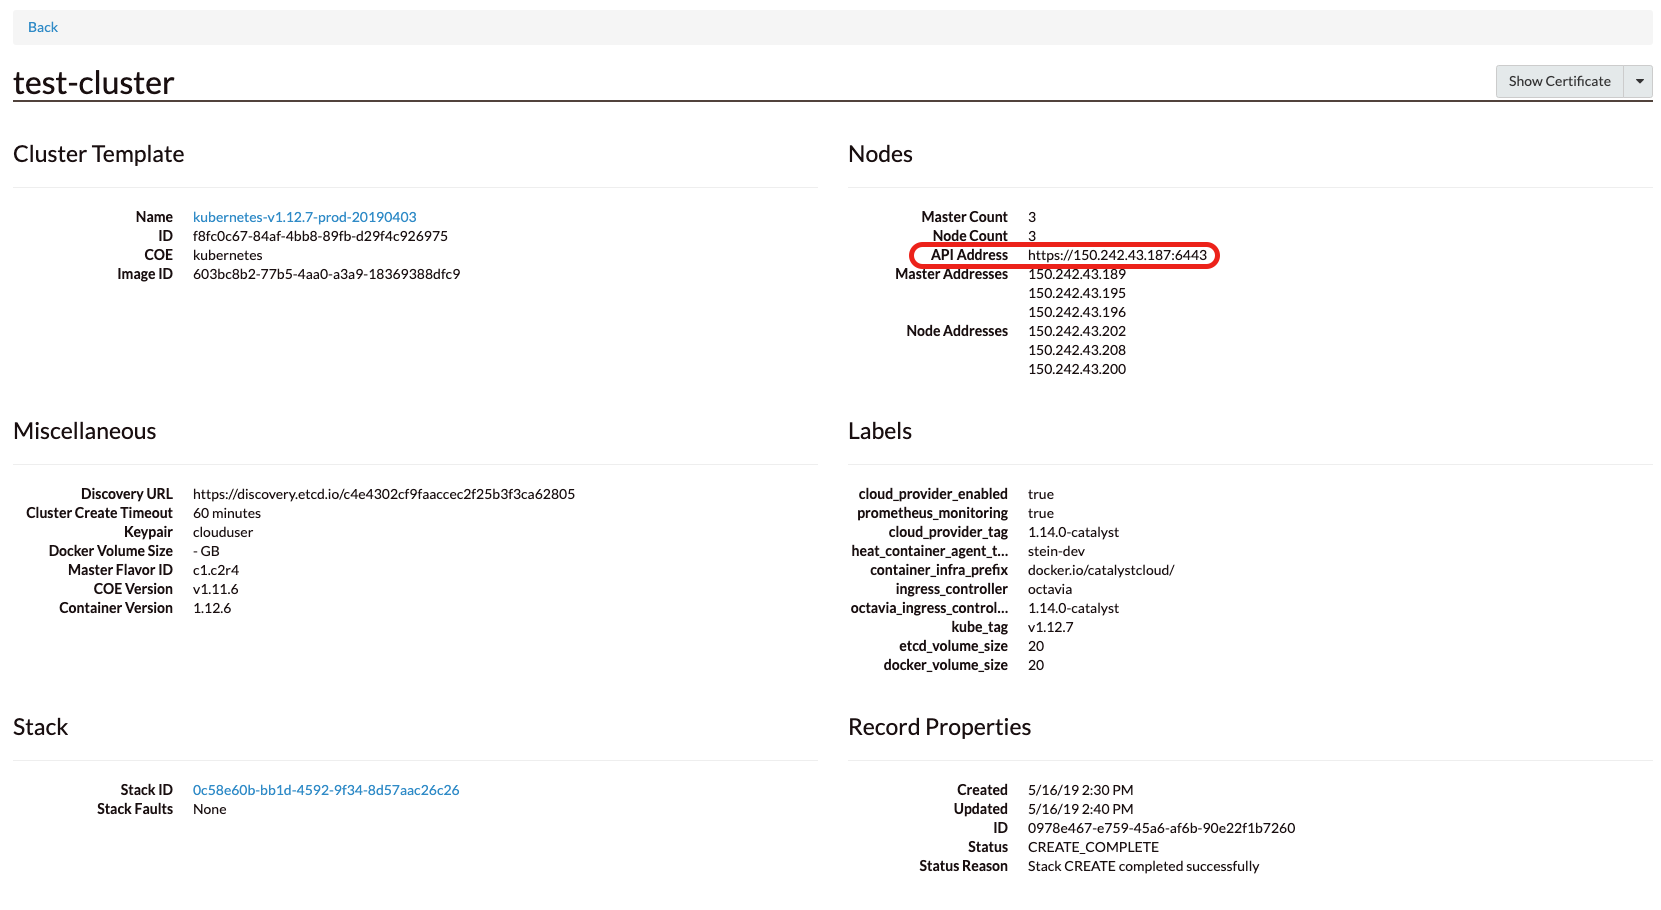 Back
test-cluster
Show Certificate
Cluster Template
Name kubernetes-v1.12.7-prod-20190403
ID f8fc0c67-84af-4bb8-89fb-d29f4c926975
COE kubernetes
Image ID 603bc8b2-77b5-4aa0-a3a9-18369388dfc9
Nodes
Master Count 3
Node Count 3
API Address https://150.242.43.187:6443
Master Addresses 150.242.43.189
150.242.43.195
150.242.43.196
Node Addresses 150.242.43.202
150.242.43.208
150.242.43.200
Miscellaneous
Discovery URL https://discovery.etcd.io/c4e4302cf9faaccec2f25b3f3ca62805
Cluster Create Timeout 60 minutes
Keypair clouduser
Docker Volume Size - GB
Master Flavor ID c1.c2r4
COE Version v1.11.6
Container Version 1.12.6
Labels
cloud_provider_enabled true
prometheus_monitoring true
cloud_provider_tag 1.14.0-catalyst
heat_container_agent_t... stein-dev
container_infra_prefix docker.io/catalystcloud/
ingress_controller octavia
octavia_ingress_control... 1.14.0-catalyst
kube_tag v1.12.7
etcd_volume_size 20
docker_volume_size 20
Stack
Stack ID 0c58e60b-bb1d-4592-9f34-8d57aac26c26
Stack Faults None
Record Properties
Created 5/16/19 2:30 PM
Updated 5/16/19 2:40 PM
ID 0978e467-e759-45a6-af6b-90e22f1b7260
Status CREATE_COMPLETE
Status Reason Stack CREATE completed successfully